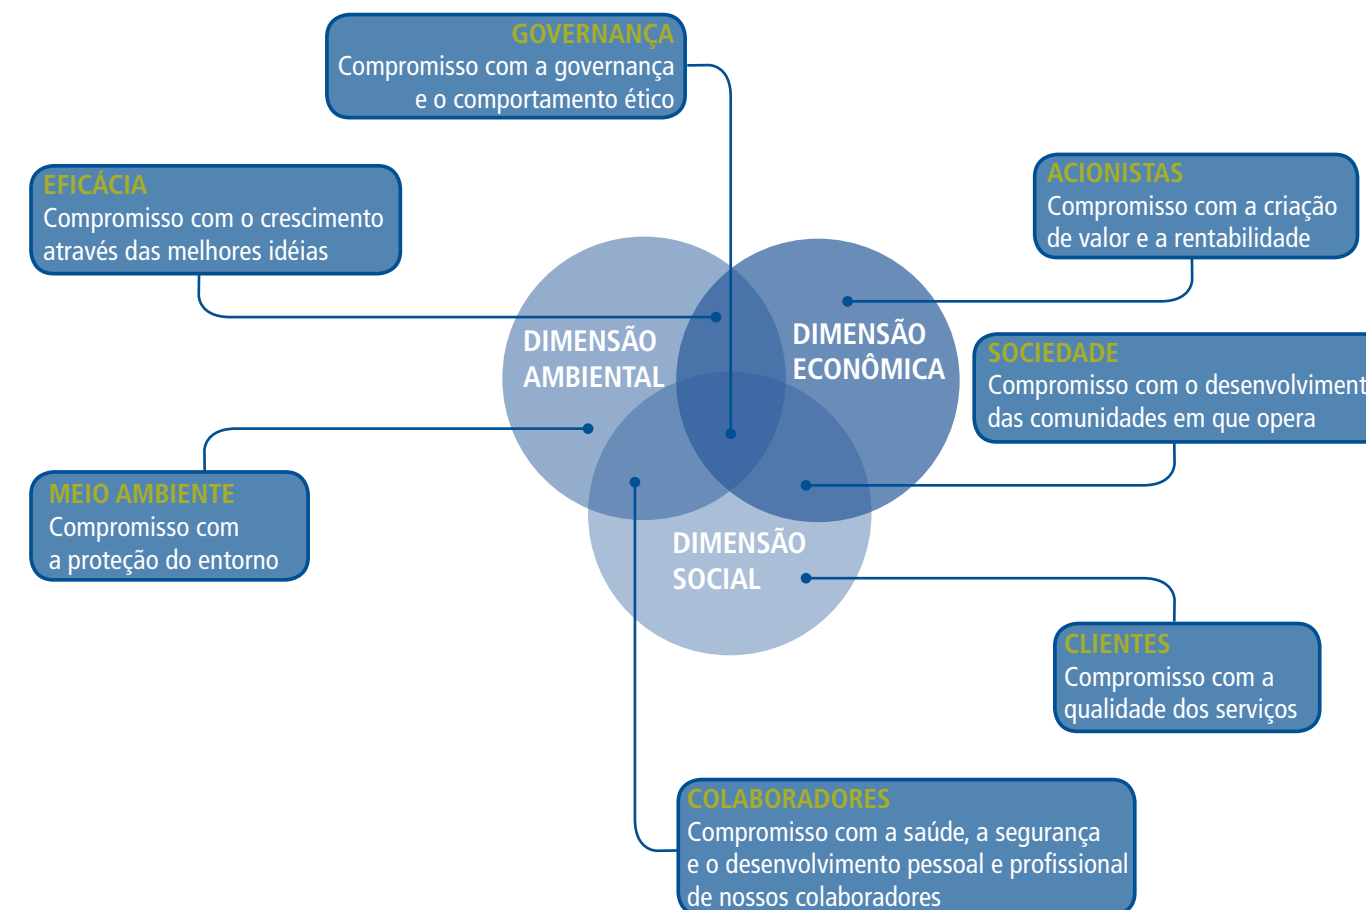 GOVERNANÇA
Compromisso com a governança
e o comportamento ético
EFICÁCIA
Compromisso com o crescimento
através das melhores idéias
ACIONISTAS
Compromisso com a criação
de valor e a rentabilidade
DIMENSÃO
AMBIENTAL
DIMENSÃO
ECONÔMICA
SOCIEDADE
Compromisso com o desenvolviment
das comunidades em que opera
MEIO AMBIENTE
Compromisso com
a proteção do entorno
DIMENSÃO
SOCIAL
CLIENTES
Compromisso com a
qualidade dos serviços
COLABORADORES
Compromisso com a saúde, a segurança
e o desenvolvimento pessoal e profissional
de nossos colaboradores